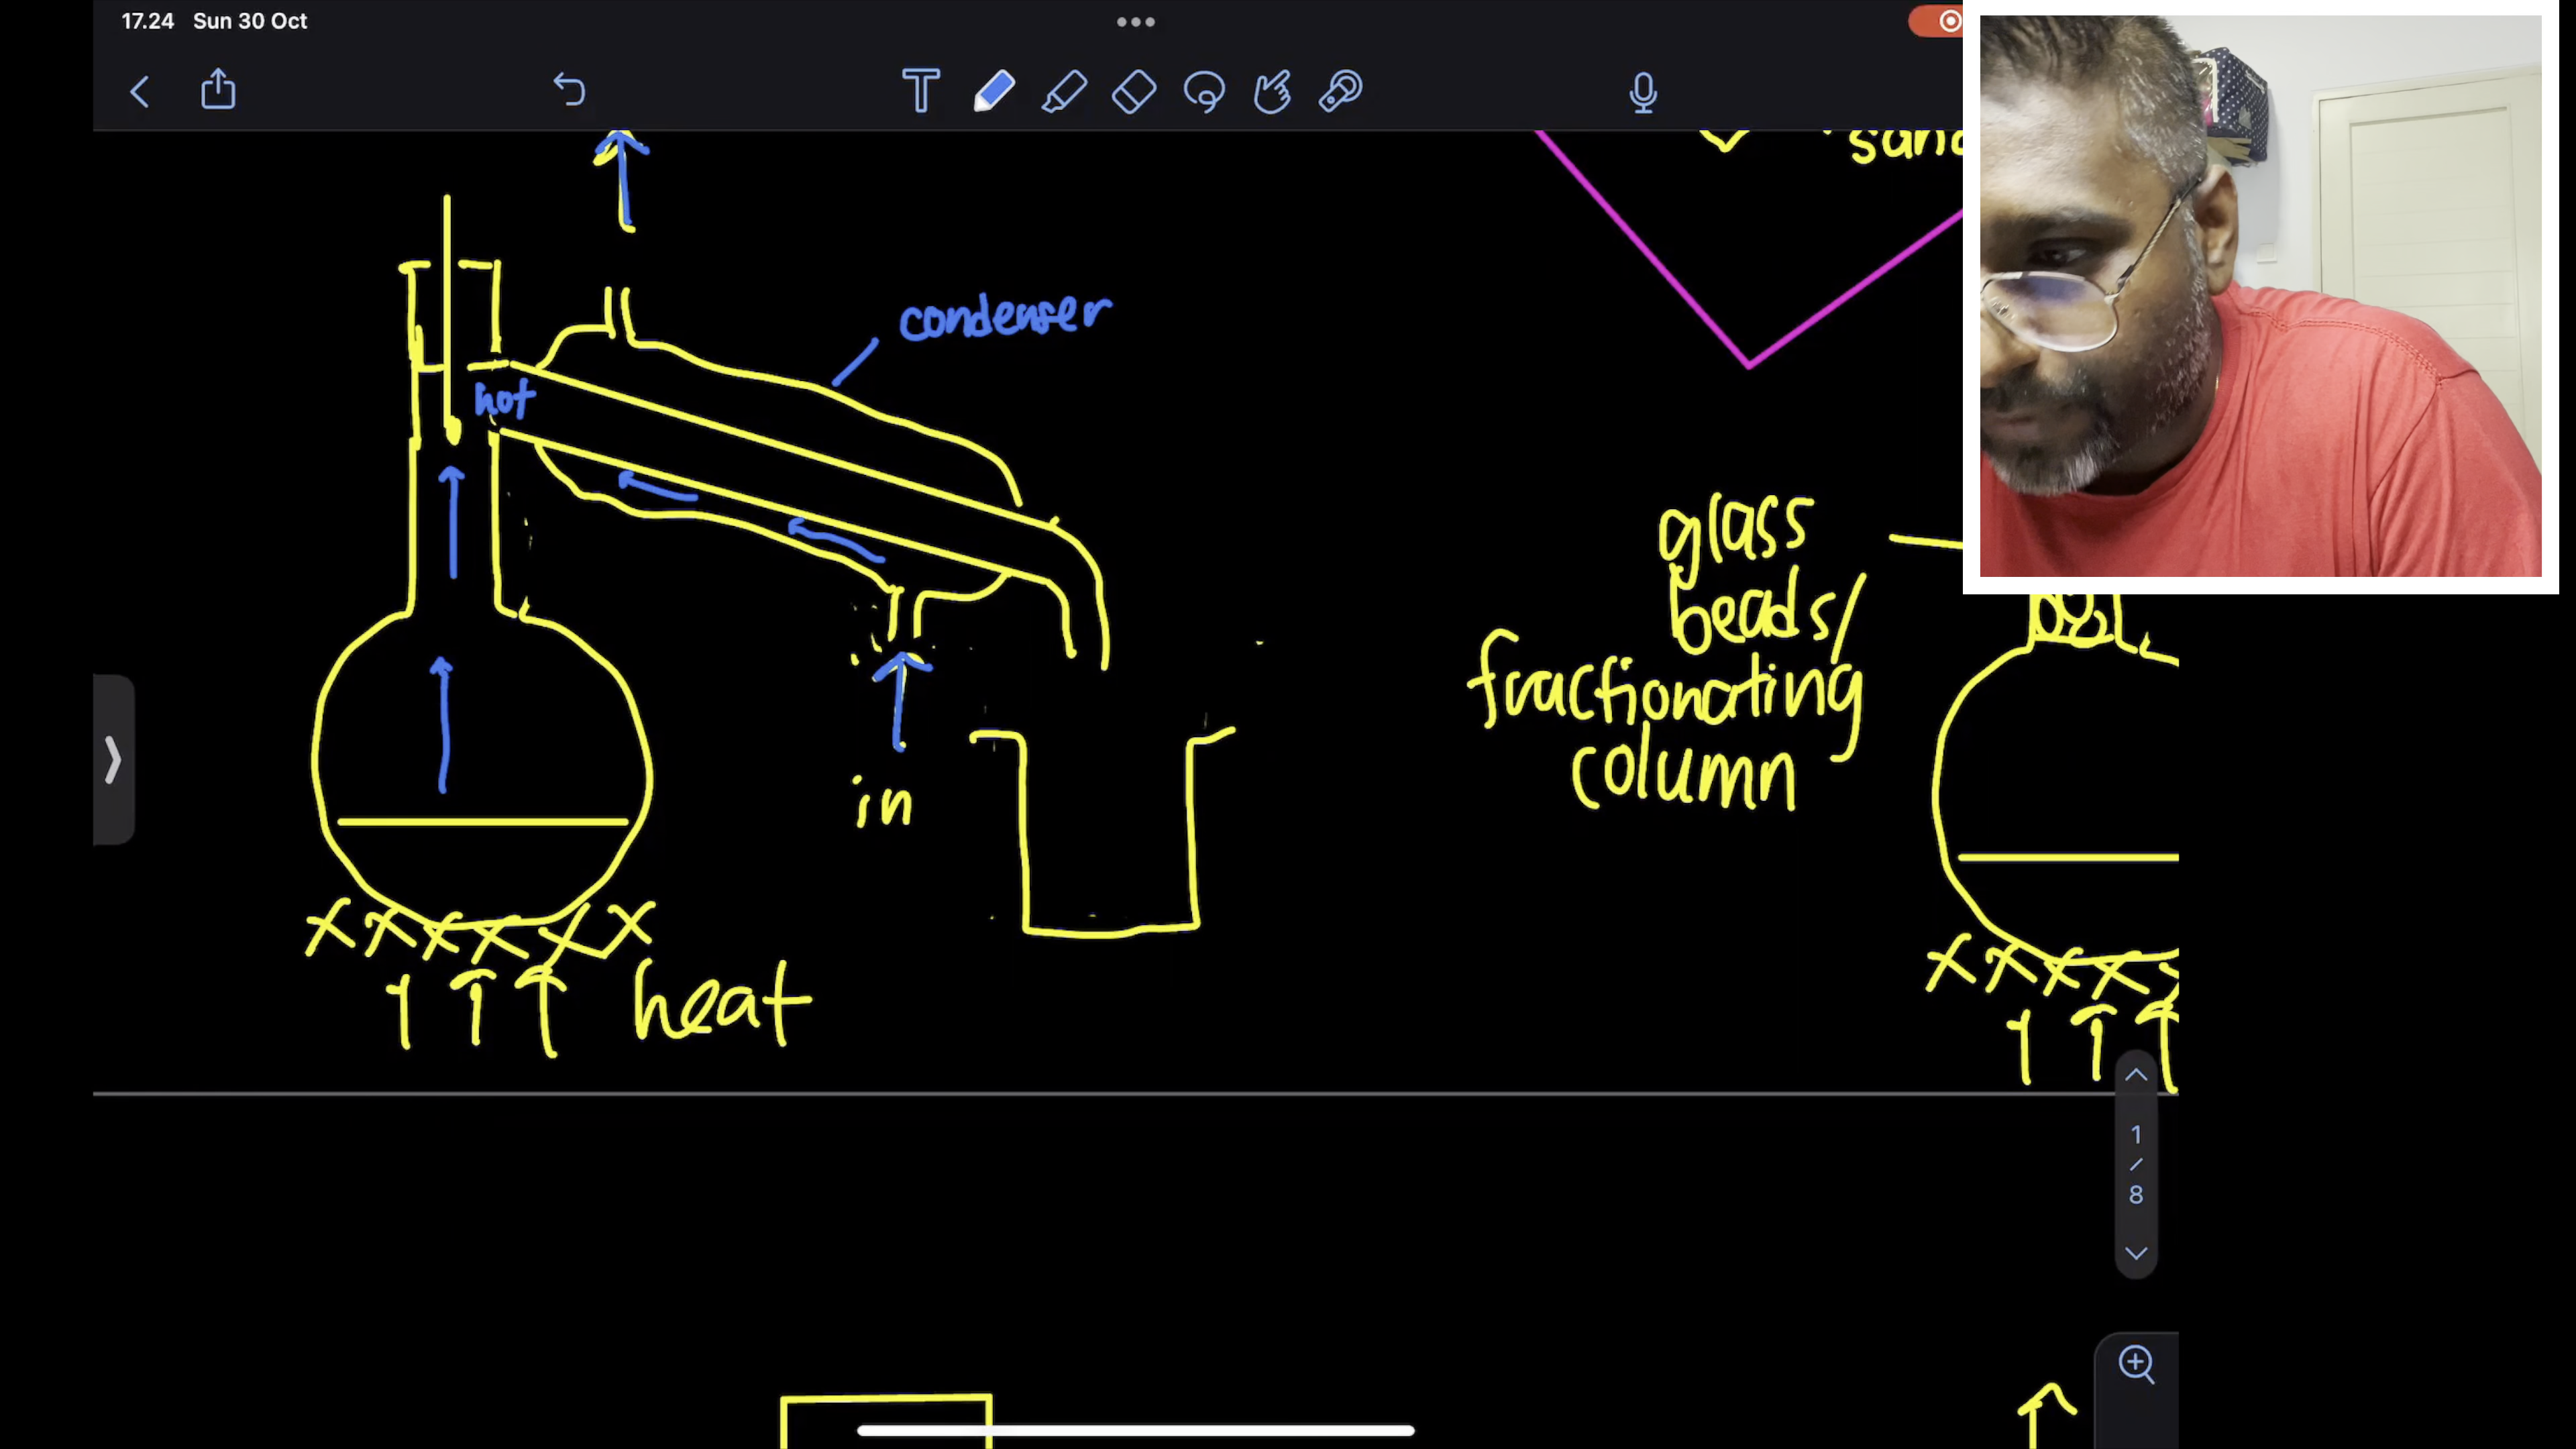 17.24 Sun 30 Oct
T
condenser
hot
in
heat
glass
beads/
fractionating
column
1
/
8